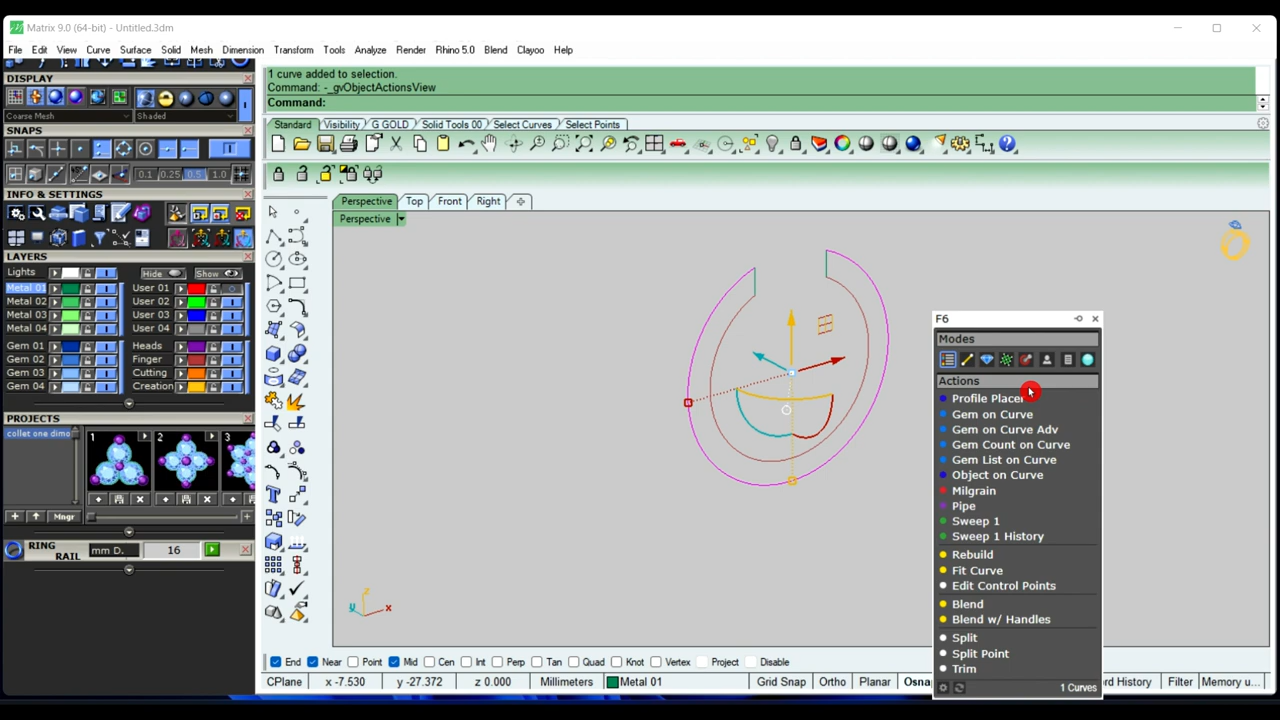 Matrix 9.0 (64-bit) - Untitled.3dm
File Edit View Curve Surface Solid Mesh Dimension Transform Tools Analyze Render Rhino 5.0 Blend Clayoo Help
DISPLAY
Coarse Mesh Shaded
SNAPS
0.1 0.25 0.5 1.0
INFO & SETTINGS
LAYERS
Lights Hide Show
Metal 01 User 01
Metal 02 User 02
Metal 03 User 03
Metal 04 User 04
Gem 01 Heads
Gem 02 Finger
Gem 03 Cutting
Gem 04 Creation
PROJECTS
collet one dimo
1 2 3
Mngr
RING RAIL mm D. 16
1 curve added to selection.
Command: -_gvObjectActionsView
Command:
Standard Visibility G GOLD Solid Tools 00 Select Curves Select Points
Perspective Top Front Right
Perspective
z
y x
F6
Modes
Actions
Profile Placer
Gem on Curve
Gem on Curve Adv
Gem Count on Curve
Gem List on Curve
Object on Curve
Milgrain
Pipe
Sweep 1
Sweep 1 History
Rebuild
Fit Curve
Edit Control Points
Blend
Blend w/ Handles
Split
Split Point
Trim
1 Curves
End Near Point Mid Cen Int Perp Tan Quad Knot Vertex Project Disable
CPlane x -7.530 y -27.372 z 0.000 Millimeters Metal 01 Grid Snap Ortho Planar Osna ord History Filter Memory u...